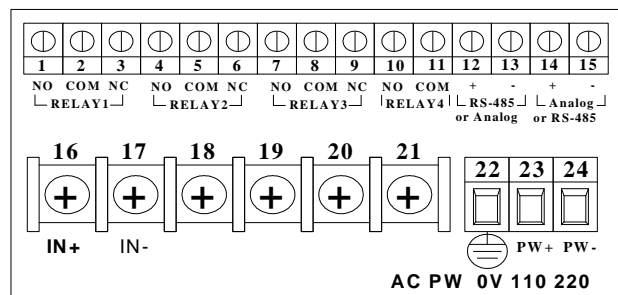 1 2 3 4 5 6 7 8 9 10 11 12 13 14 15
NO COM NC NO COM NC NO COM NC NO COM + - + -
RELAY1 RELAY2 RELAY3 RELAY4 RS-485 Analog
or Analog or RS-485
16 17 18 19 20 21 22 23 24
IN+ IN- PW+ PW-
AC PW 0V 110 220